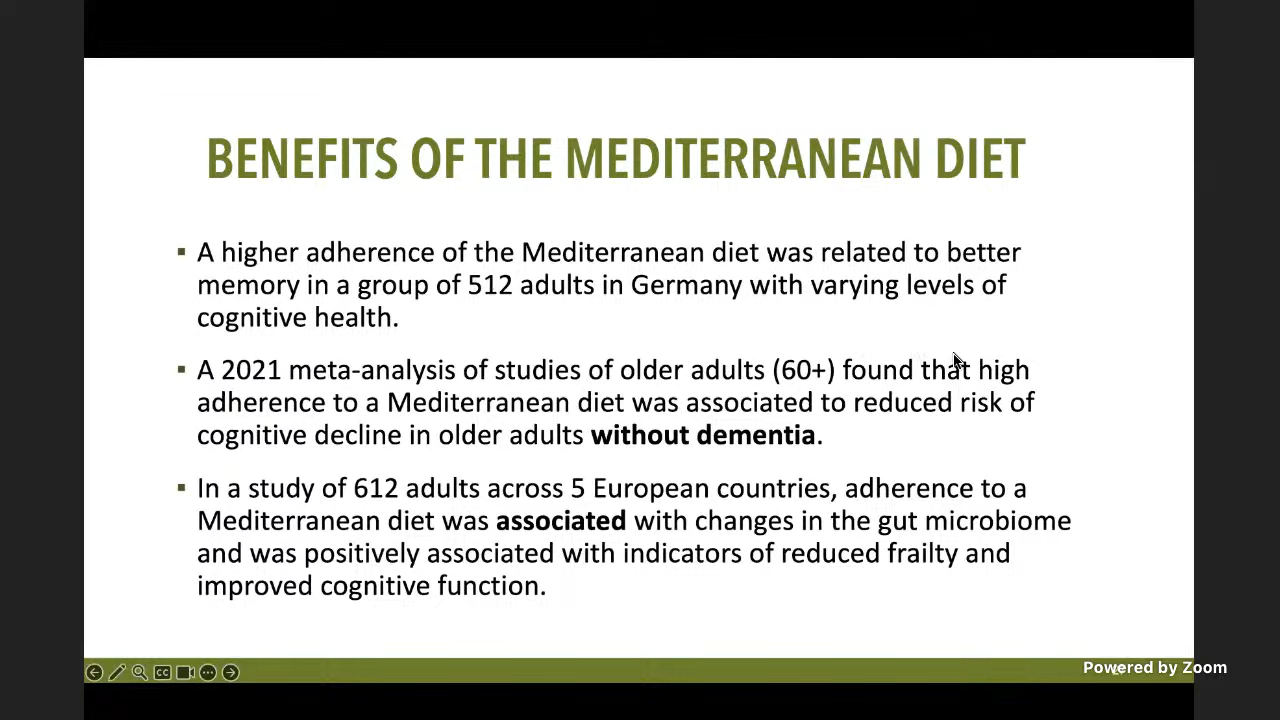 BENEFITS OF THE MEDITERRANEAN DIET
▪ A higher adherence of the Mediterranean diet was related to better
memory in a group of 512 adults in Germany with varying levels of
cognitive health.
▪ A 2021 meta-analysis of studies of older adults (60+) found that high
adherence to a Mediterranean diet was associated to reduced risk of
cognitive decline in older adults without dementia.
▪ In a study of 612 adults across 5 European countries, adherence to a
Mediterranean diet was associated with changes in the gut microbiome
and was positively associated with indicators of reduced frailty and
improved cognitive function.
CC
Powered by Zoom